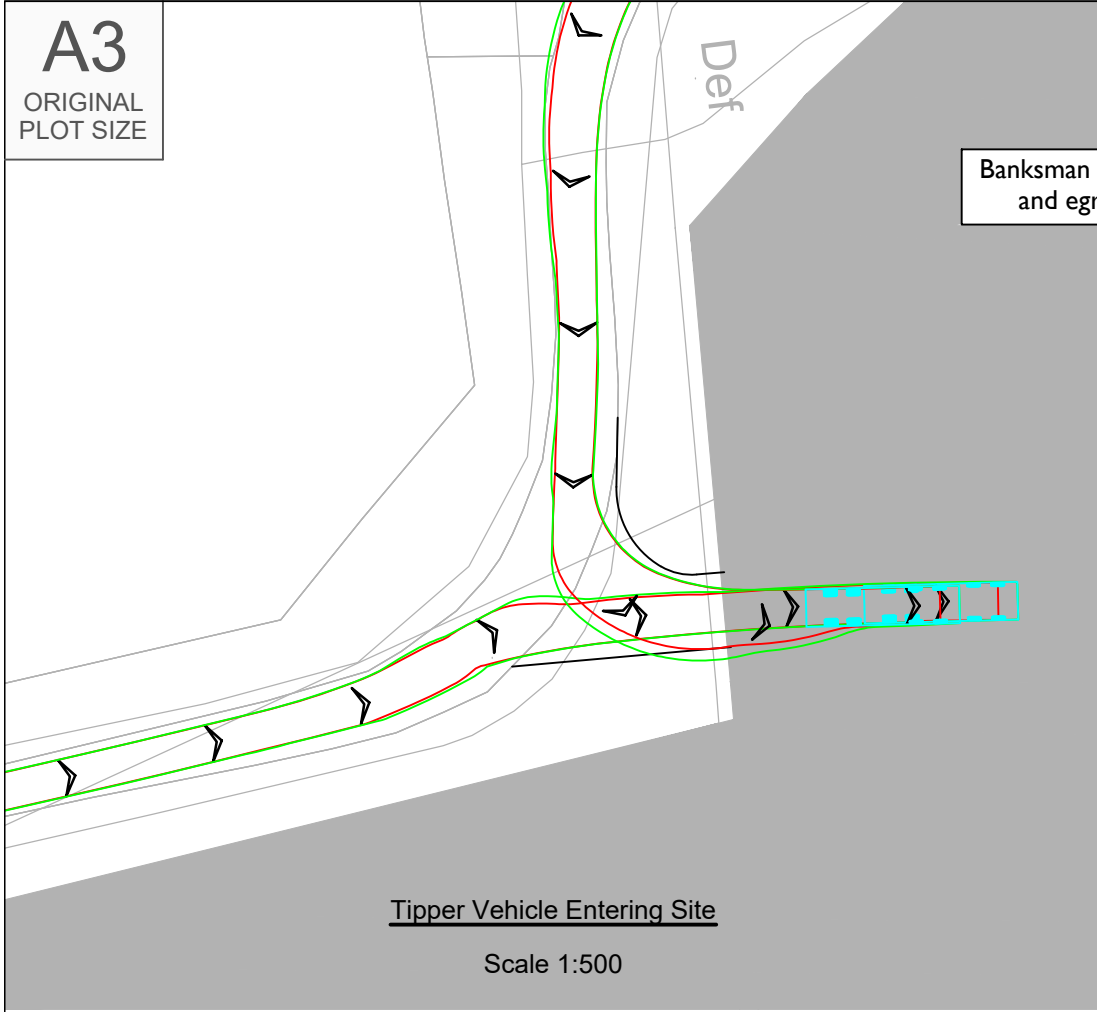 A3
ORIGINAL
PLOT SIZE
Def
Banksman
and egr
Tipper Vehicle Entering Site
Scale 1:500